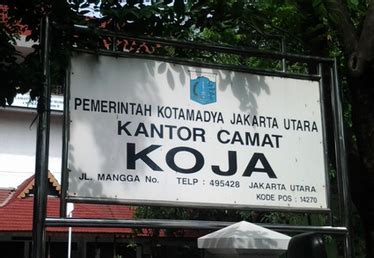 PEMERINTAH KOTAMADYA JAKARTA UTARA
KANTOR CAMAT
KOJA
JL. MANGGA No. TELP : 495428 JAKARTA UTARA
KODE POS : 14270